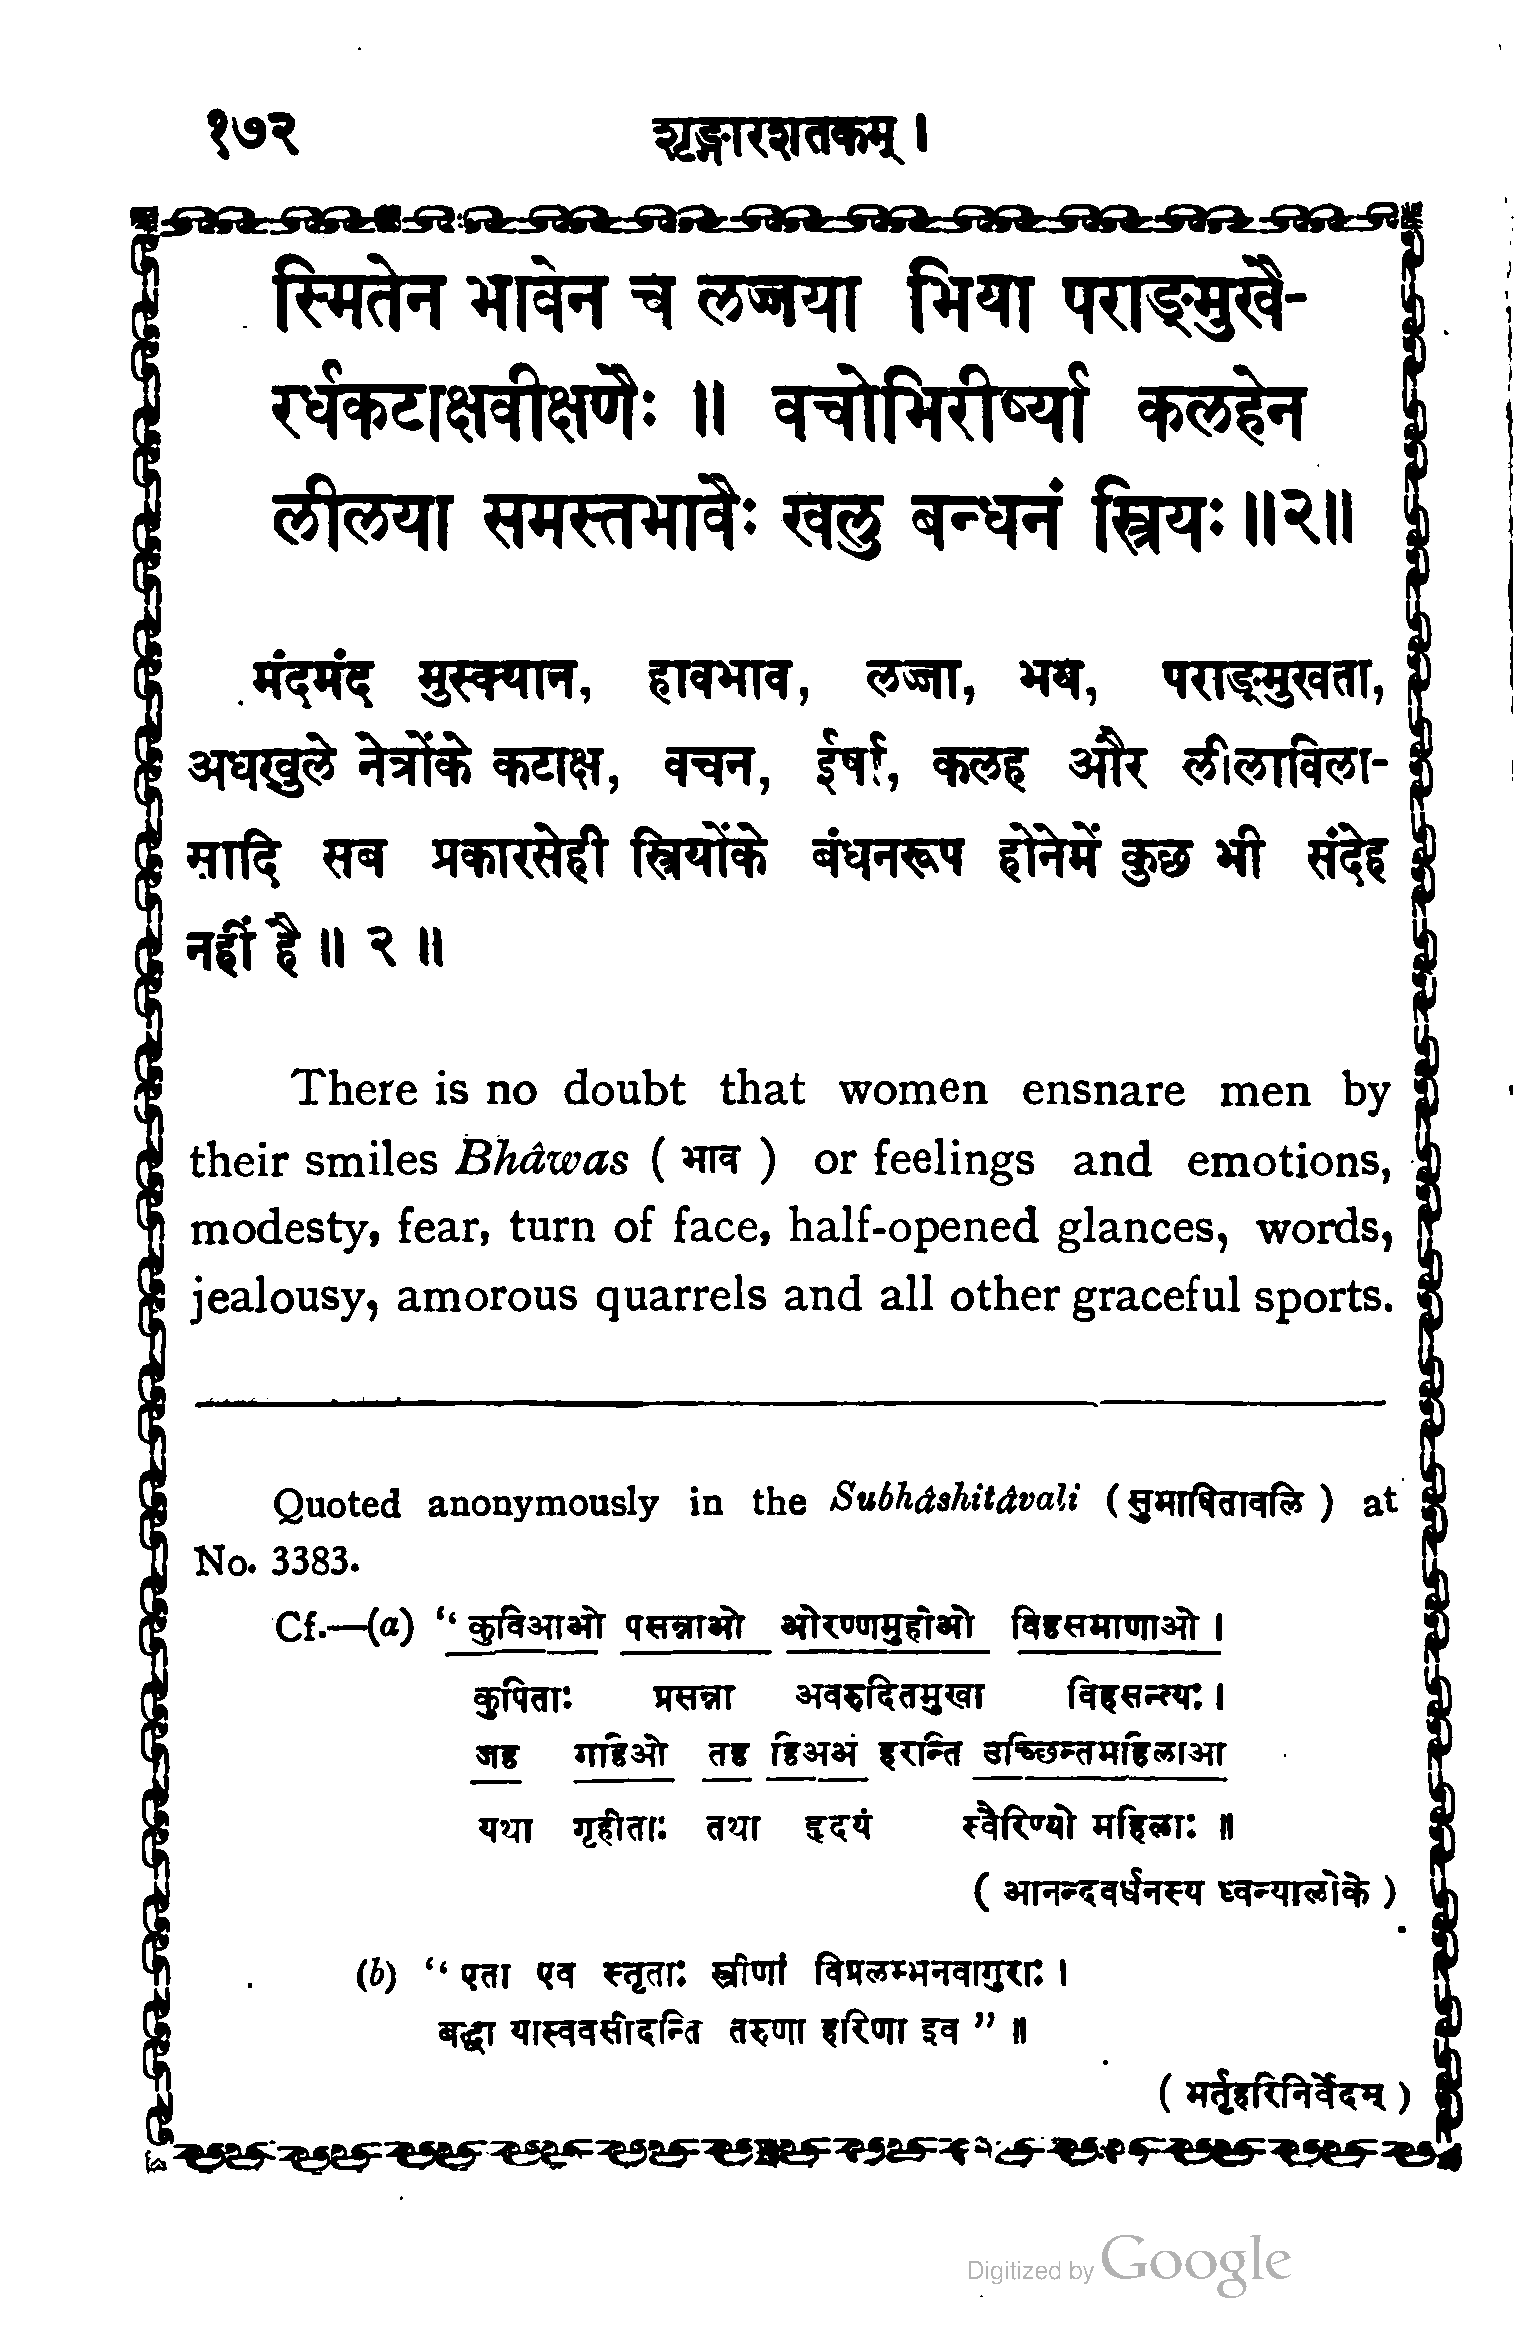 १७२ शृङ्गारशतकम् ।
स्मितेन भावेन च लज्जया भिया पराङ्मुखै-
रर्धकटाक्षवीक्षणैः ॥ वचोभिरीर्ष्या कलहेन
लीलया समस्तभावैः खलु बन्धनं स्त्रियः ॥२॥
मंदमंद मुस्क्यान, हावभाव, लज्जा, भय, पराङ्मुखता,
अधखुले नेत्रोंके कटाक्ष, वचन, ईर्षा, कलह और लीलाविला-
सादि सब प्रकारसेही स्त्रियोंके बंधनरूप होनेमें कुछ भी संदेह
नहीं है ॥ २ ॥
There is no doubt that women ensnare men by
their smiles Bhâwas ( भाव ) or feelings and emotions,
modesty, fear, turn of face, half-opened glances, words,
jealousy, amorous quarrels and all other graceful sports.
Quoted anonymously in the Subhâshitâvali ( सुभाषितावलि ) at
No. 3383.
Cf.—(a) “ कुविआओ पसन्नाओ ओरण्णमुहीओ विहसमाणाओ ।
कुपिताः प्रसन्ना अवरुदितमुखा विहसन्त्यः ।
जह गहिओ तह हिअअं हरन्ति उच्छिन्तमहिलाआ
यथा गृहीताः तथा हृदयं स्वैरिण्यो महिलाः ॥
( आनन्दवर्धनस्य ध्वन्यालोके )
(b) “ एता एव स्तृताः स्त्रीणां विप्रलम्भनवागुराः ।
बद्धा यास्ववसीदन्ति तरुणा हरिणा इव ” ॥
( भर्तृहरिनिर्वेदम् )
Digitized by Google